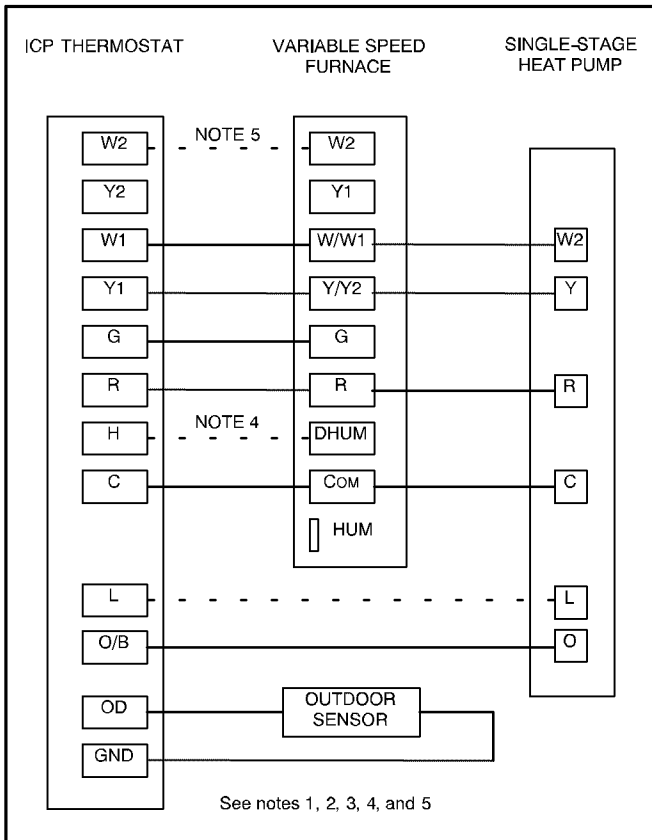 ICP THERMOSTAT
VARIABLE SPEED
FURNACE
SINGLE-STAGE
HEAT PUMP
W2 NOTE 5 W2
Y2 Y1
W1 W/W1 W2
Y1 Y/Y2 Y
G G
R R R
NOTE 4
H DHUM
C COM C
HUM
L L
O/B O
OD OUTDOOR
SENSOR
GND
See notes 1, 2, 3, 4, and 5